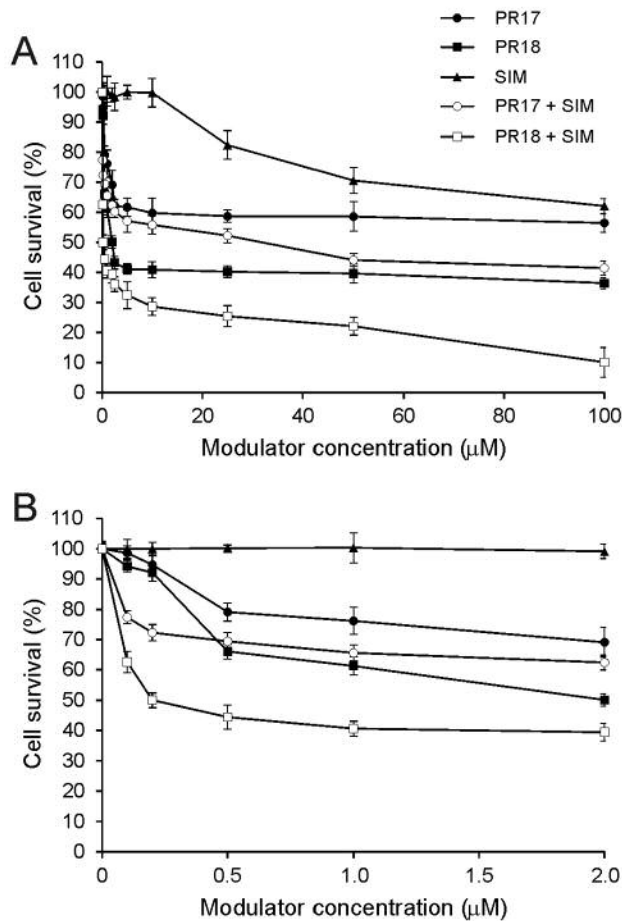 PR17
PR18
SIM
PR17 + SIM
PR18 + SIM
A
110
100
90
80
70
60
50
40
30
20
10
0
Cell survival (%)
0 20 40 60 80 100
Modulator concentration (μM)
B
110
100
90
80
70
60
50
40
30
20
10
0
Cell survival (%)
0 0.5 1.0 1.5 2.0
Modulator concentration (μM)